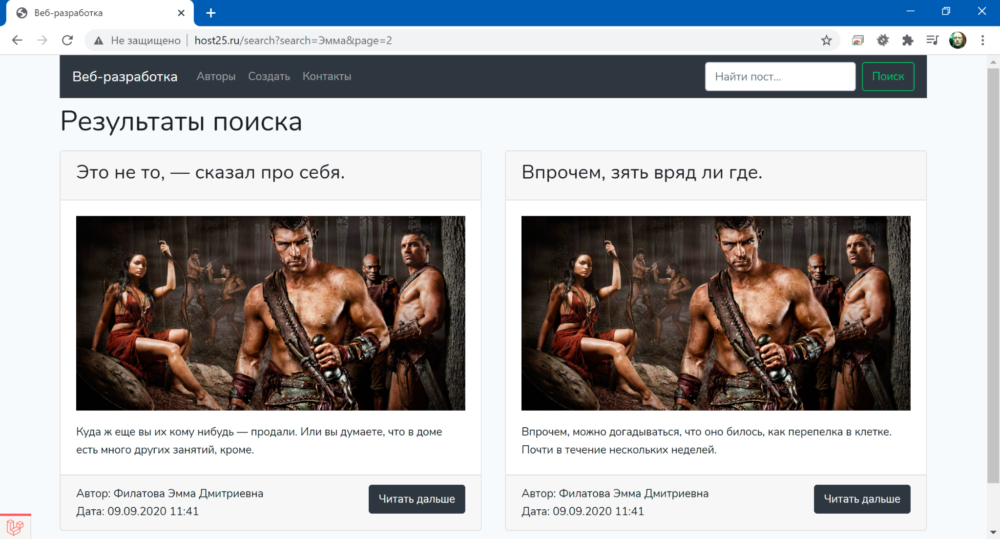 Веб-разработка
Не защищено host25.ru/search?search=Эмма&page=2
Веб-разработка Авторы Создать Контакты Найти пост... Поиск
Результаты поиска
Это не то, — сказал про себя.
Куда ж еще вы их кому нибудь — продали. Или вы думаете, что в доме
есть много других занятий, кроме.
Автор: Филатова Эмма Дмитриевна
Дата: 09.09.2020 11:41
Читать дальше
Впрочем, зять вряд ли где.
Впрочем, можно догадываться, что оно билось, как перепелка в клетке.
Почти в течение нескольких неделей.
Автор: Филатова Эмма Дмитриевна
Дата: 09.09.2020 11:41
Читать дальше